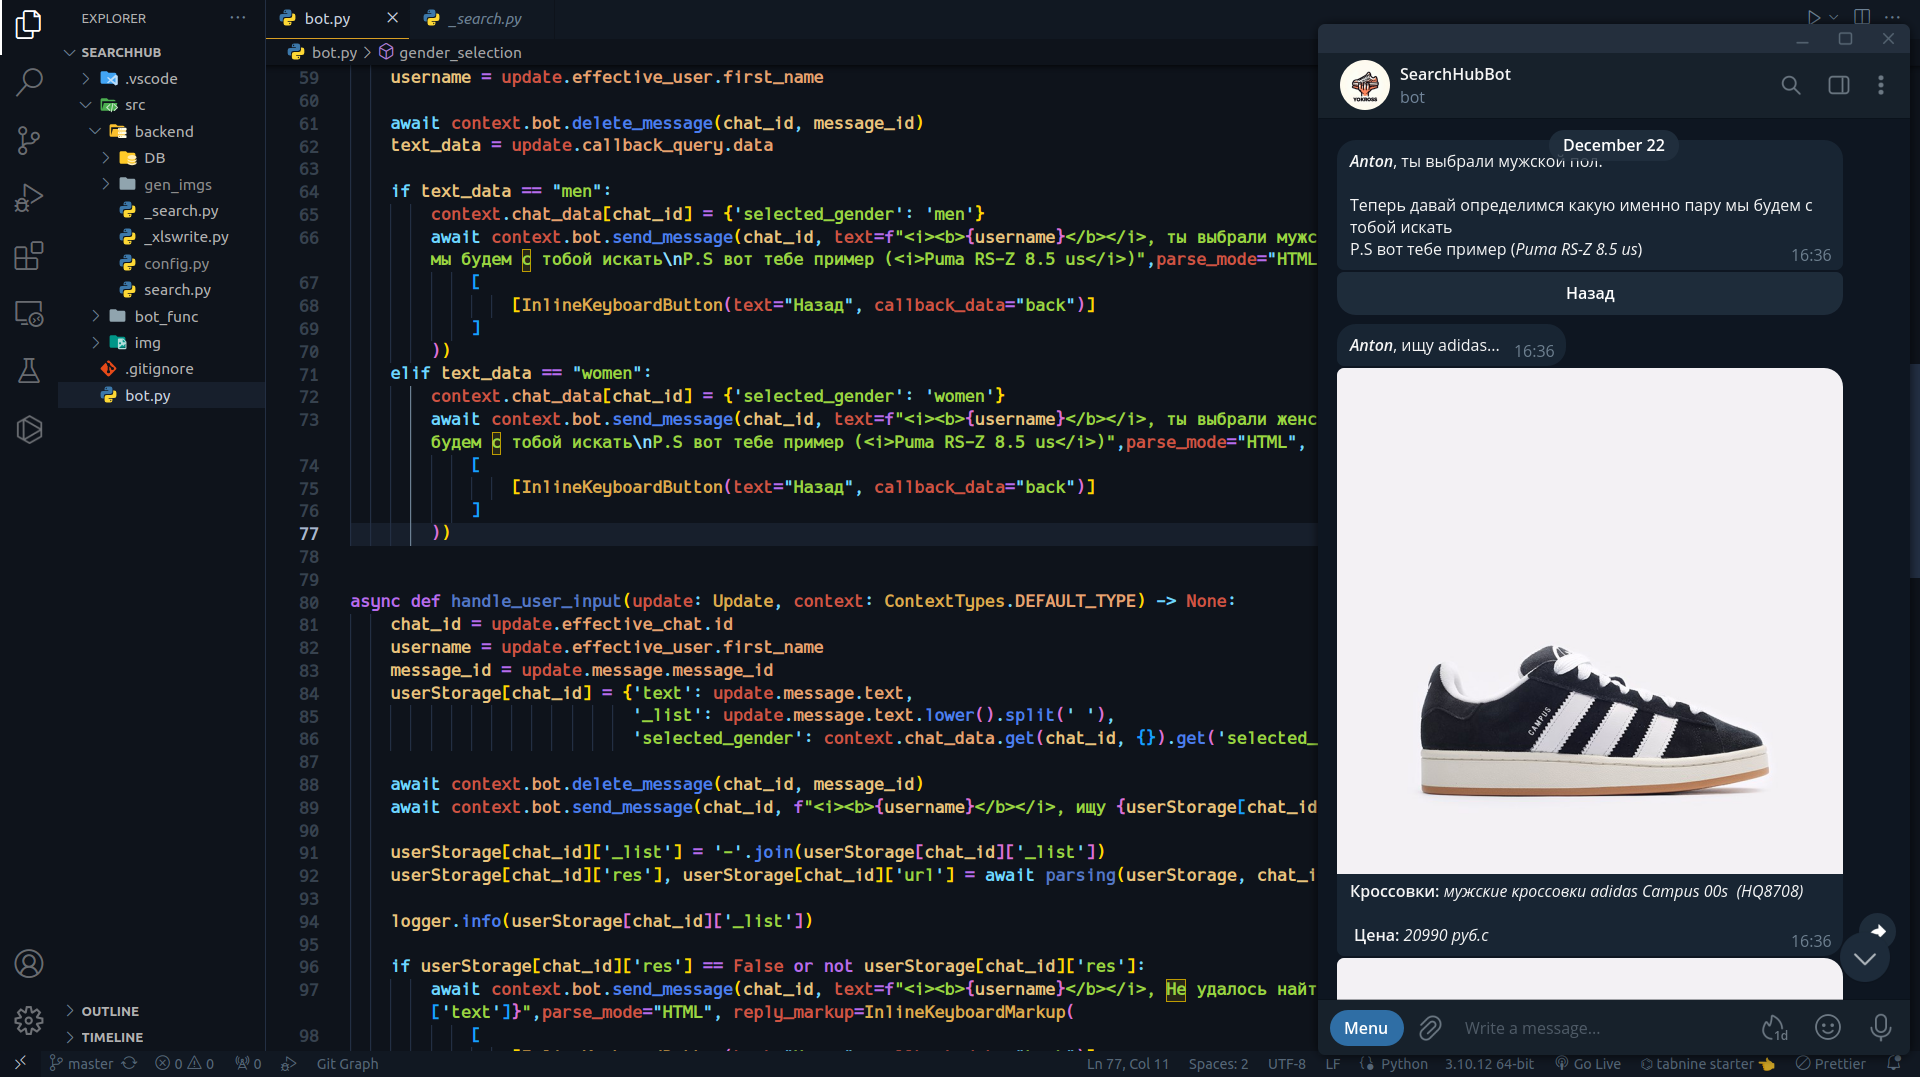 EXPLORER
SEARCHHUB
.vscode
src
backend
DB
gen_imgs
_search.py
_xlswrite.py
config.py
search.py
bot_func
img
.gitignore
bot.py
OUTLINE
TIMELINE
bot.py
_search.py
bot.py > gender_selection
59 username = update.effective_user.first_name
60
61 await context.bot.delete_message(chat_id, message_id)
62 text_data = update.callback_query.data
63
64 if text_data == "men":
65 context.chat_data[chat_id] = {'selected_gender': 'men'}
66 await context.bot.send_message(chat_id, text=f"<i><b>{username}</b></i>, ты выбрали мужс
мы будем с тобой искать\nP.S вот тебе пример (<i>Puma RS-Z 8.5 us</i>)",parse_mode="HTML
67 [
68 [InlineKeyboardButton(text="Назад", callback_data="back")]
69 ]
70 ))
71 elif text_data == "women":
72 context.chat_data[chat_id] = {'selected_gender': 'women'}
73 await context.bot.send_message(chat_id, text=f"<i><b>{username}</b></i>, ты выбрали женс
будем с тобой искать\nP.S вот тебе пример (<i>Puma RS-Z 8.5 us</i>)",parse_mode="HTML",
74 [
75 [InlineKeyboardButton(text="Назад", callback_data="back")]
76 ]
77 ))
78
79
80 async def handle_user_input(update: Update, context: ContextTypes.DEFAULT_TYPE) -> None:
81 chat_id = update.effective_chat.id
82 username = update.effective_user.first_name
83 message_id = update.message.message_id
84 userStorage[chat_id] = {'text': update.message.text,
85 '_list': update.message.text.lower().split(' '),
86 'selected_gender': context.chat_data.get(chat_id, {}).get('selected_
87
88 await context.bot.delete_message(chat_id, message_id)
89 await context.bot.send_message(chat_id, f"<i><b>{username}</b></i>, ищу {userStorage[chat_id
90
91 userStorage[chat_id]['_list'] = '-'.join(userStorage[chat_id]['_list'])
92 userStorage[chat_id]['res'], userStorage[chat_id]['url'] = await parsing(userStorage, chat_i
93
94 logger.info(userStorage[chat_id]['_list'])
95
96 if userStorage[chat_id]['res'] == False or not userStorage[chat_id]['res']:
97 await context.bot.send_message(chat_id, text=f"<i><b>{username}</b></i>, Не удалось найт
['text']}",parse_mode="HTML", reply_markup=InlineKeyboardMarkup(
98 [
SearchHubBot
bot
December 22
Anton, ты выбрали мужской пол.
Теперь давай определимся какую именно пару мы будем с
тобой искать
P.S вот тебе пример (Puma RS-Z 8.5 us)
16:36
Назад
Anton, ищу adidas... 16:36
CAMPUS
Кроссовки: мужские кроссовки adidas Campus 00s (HQ8708)
Цена: 20990 руб.с
16:36
Menu
Write a message...
1d
master
0 0
0
Git Graph
Ln 77, Col 11
Spaces: 2
UTF-8
LF
Python
3.10.12 64-bit
Go Live
tabnine starter
Prettier